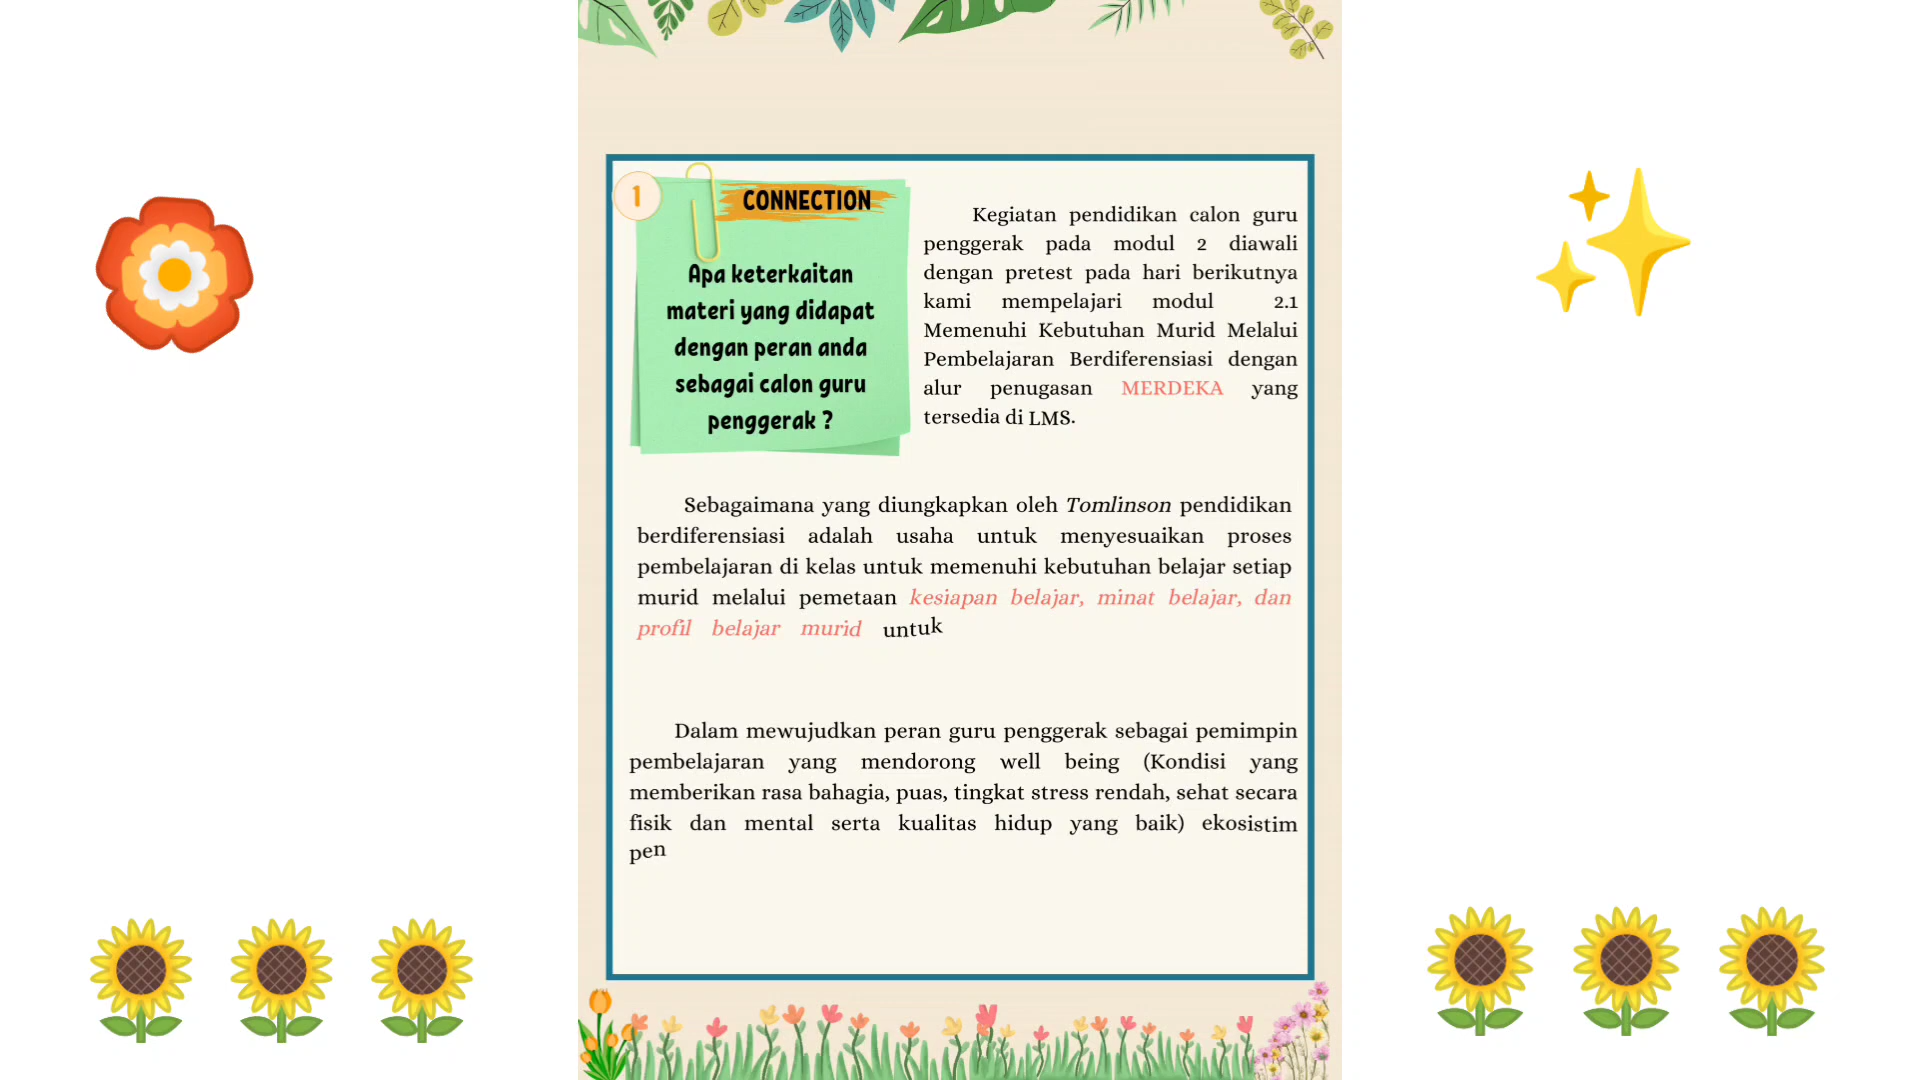 1
CONNECTION
Apa keterkaitan
materi yang didapat
dengan peran anda
sebagai calon guru
penggerak ?
Kegiatan pendidikan calon guru
penggerak pada modul 2 diawali
dengan pretest pada hari berikutnya
kami mempelajari modul 2.1
Memenuhi Kebutuhan Murid Melalui
Pembelajaran Berdiferensiasi dengan
alur penugasan MERDEKA yang
tersedia di LMS.
Sebagaimana yang diungkapkan oleh Tomlinson pendidikan
berdiferensiasi adalah usaha untuk menyesuaikan proses
pembelajaran di kelas untuk memenuhi kebutuhan belajar setiap
murid melalui pemetaan kesiapan belajar, minat belajar, dan
profil belajar murid untuk
Dalam mewujudkan peran guru penggerak sebagai pemimpin
pembelajaran yang mendorong well being (Kondisi yang
memberikan rasa bahagia, puas, tingkat stress rendah, sehat secara
fisik dan mental serta kualitas hidup yang baik) ekosistim
pen